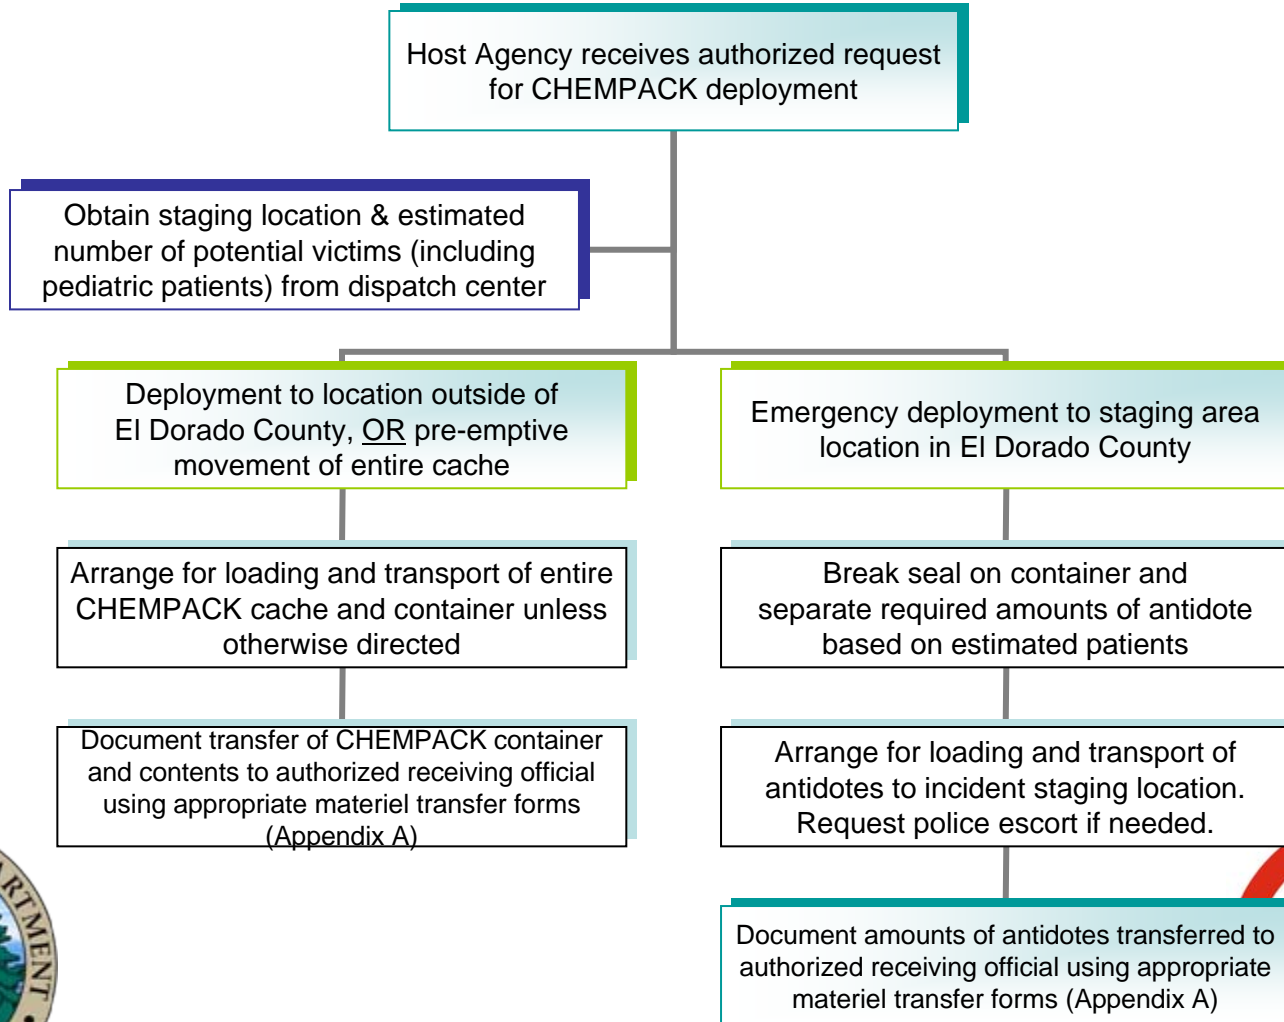 Host Agency receives authorized request
for CHEMPACK deployment
Obtain staging location & estimated
number of potential victims (including
pediatric patients) from dispatch center
Deployment to location outside of
El Dorado County, OR pre-emptive
movement of entire cache
Emergency deployment to staging area
location in El Dorado County
Arrange for loading and transport of entire
CHEMPACK cache and container unless
otherwise directed
Break seal on container and
separate required amounts of antidote
based on estimated patients
Document transfer of CHEMPACK container
and contents to authorized receiving official
using appropriate materiel transfer forms
(Appendix A)
Arrange for loading and transport of
antidotes to incident staging location.
Request police escort if needed.
Document amounts of antidotes transferred to
authorized receiving official using appropriate
materiel transfer forms (Appendix A)